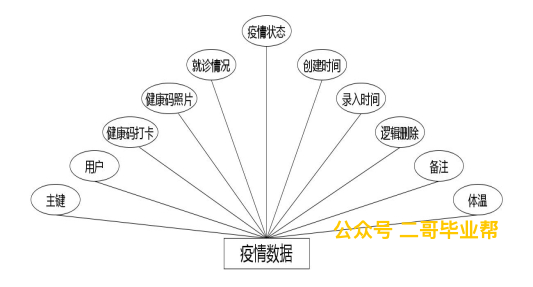 疫情状态
就诊情况
创建时间
健康码照片
录入时间
健康码打卡
逻辑删除
用户
备注
主键
体温
公众号 二哥毕业帮
疫情数据